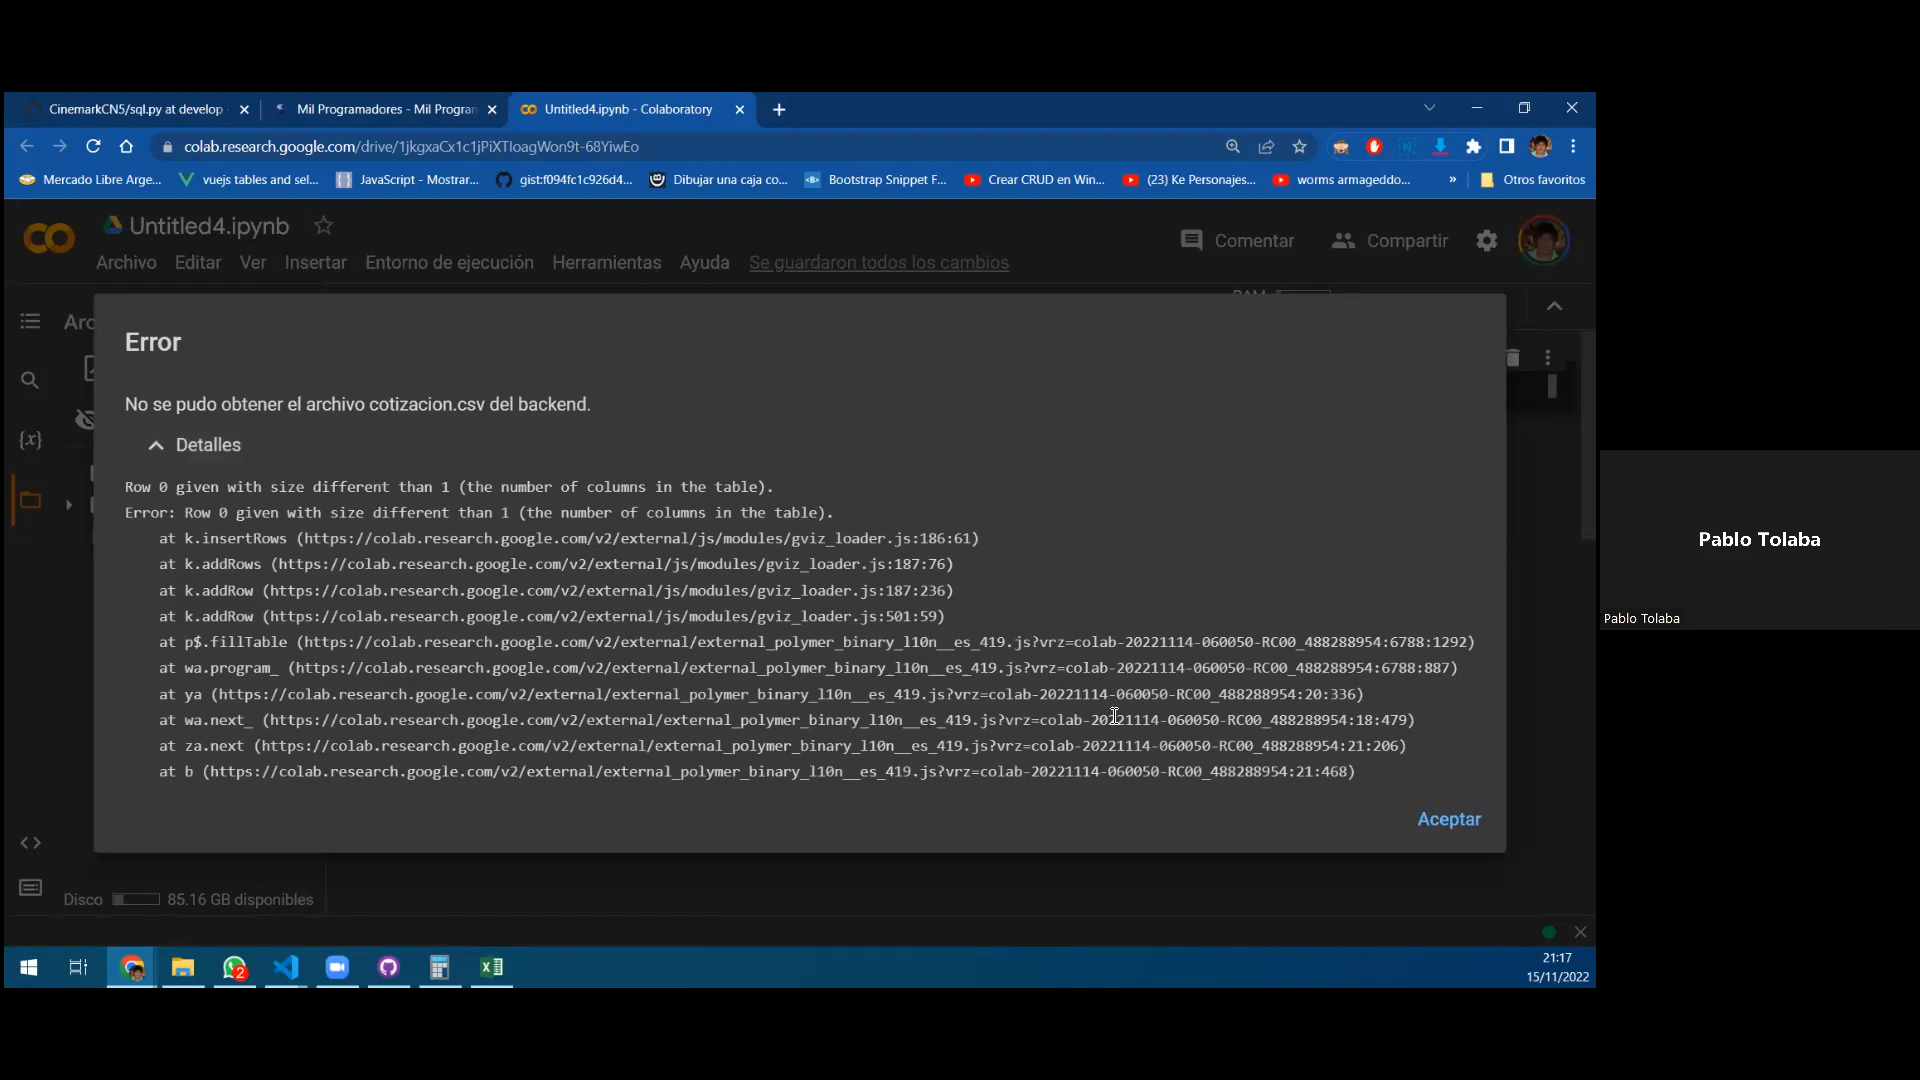 CinemarkCN5/sql.py at develop
Mil Programadores - Mil Program
Untitled4.ipynb - Colaboratory
colab.research.google.com/drive/1jkgxaCx1c1jPiXTloagWon9t-68YiwEo
Mercado Libre Arge...
vuejs tables and sel...
JavaScript - Mostrar...
gist:f094fc1c926d4...
Dibujar una caja co...
Bootstrap Snippet F...
Crear CRUD en Win...
(23) Ke Personajes...
worms armageddo...
»
Otros favoritos
Untitled4.ipynb
Comentar
Compartir
Archivo
Editar
Ver
Insertar
Entorno de ejecución
Herramientas
Ayuda
Se guardaron todos los cambios
RAM
Arc
Error
No se pudo obtener el archivo cotizacion.csv del backend.
Detalles
Row 0 given with size different than 1 (the number of columns in the table).
Error: Row 0 given with size different than 1 (the number of columns in the table).
at k.insertRows (https://colab.research.google.com/v2/external/js/modules/gviz_loader.js:186:61)
at k.addRows (https://colab.research.google.com/v2/external/js/modules/gviz_loader.js:187:76)
at k.addRow (https://colab.research.google.com/v2/external/js/modules/gviz_loader.js:187:236)
at k.addRow (https://colab.research.google.com/v2/external/js/modules/gviz_loader.js:501:59)
at p$.fillTable (https://colab.research.google.com/v2/external/external_polymer_binary_l10n__es_419.js?vrz=colab-20221114-060050-RC00_488288954:6788:1292)
at wa.program_ (https://colab.research.google.com/v2/external/external_polymer_binary_l10n__es_419.js?vrz=colab-20221114-060050-RC00_488288954:6788:887)
at ya (https://colab.research.google.com/v2/external/external_polymer_binary_l10n__es_419.js?vrz=colab-20221114-060050-RC00_488288954:20:336)
at wa.next_ (https://colab.research.google.com/v2/external/external_polymer_binary_l10n__es_419.js?vrz=colab-20221114-060050-RC00_488288954:18:479)
at za.next (https://colab.research.google.com/v2/external/external_polymer_binary_l10n__es_419.js?vrz=colab-20221114-060050-RC00_488288954:21:206)
at b (https://colab.research.google.com/v2/external/external_polymer_binary_l10n__es_419.js?vrz=colab-20221114-060050-RC00_488288954:21:468)
Aceptar
Disco
85.16 GB disponibles
2
21:17
15/11/2022
Pablo Tolaba
Pablo Tolaba